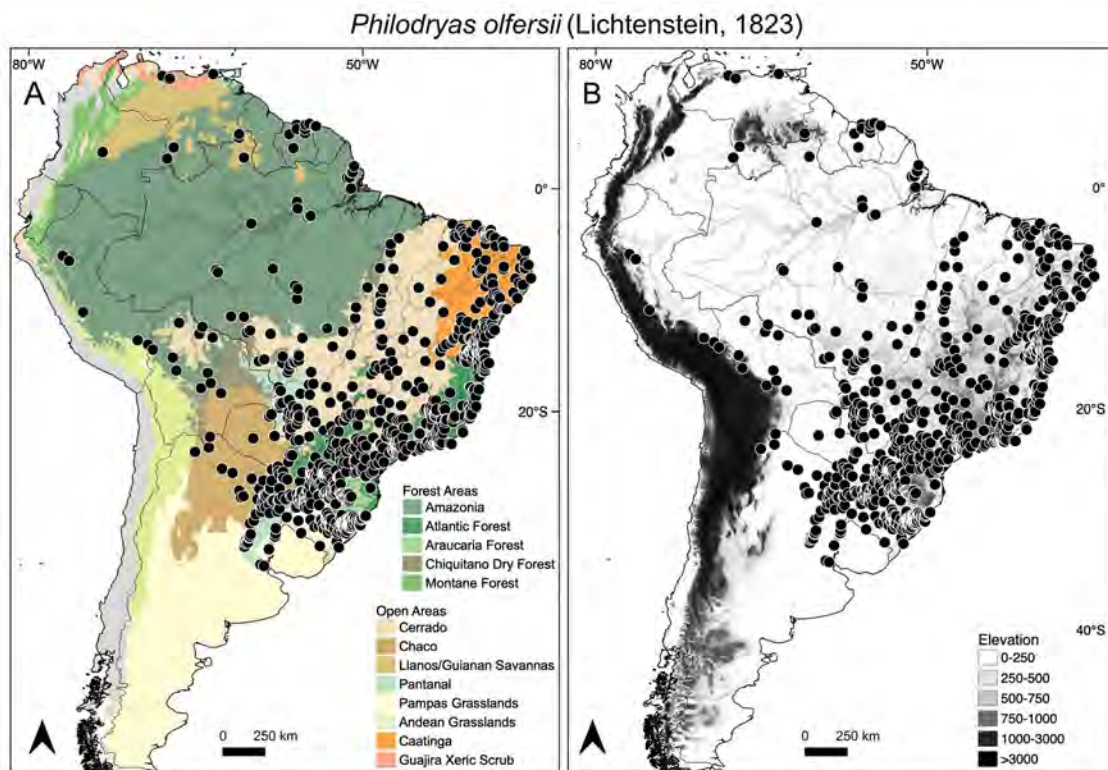 Philodryas olfersii (Lichtenstein, 1823)
80°W
50°W
A
0°
20°S
Forest Areas
Amazonia
Atlantic Forest
Araucaria Forest
Chiquitano Dry Forest
Montane Forest
Open Areas
Cerrado
Chaco
Llanos/Guianan Savannas
Pantanal
Pampas Grasslands
Andean Grasslands
Caatinga
Guajira Xeric Scrub
0 250 km
80°W
50°W
B
0°
20°S
40°S
Elevation
0-250
250-500
500-750
750-1000
1000-3000
>3000
0 250 km